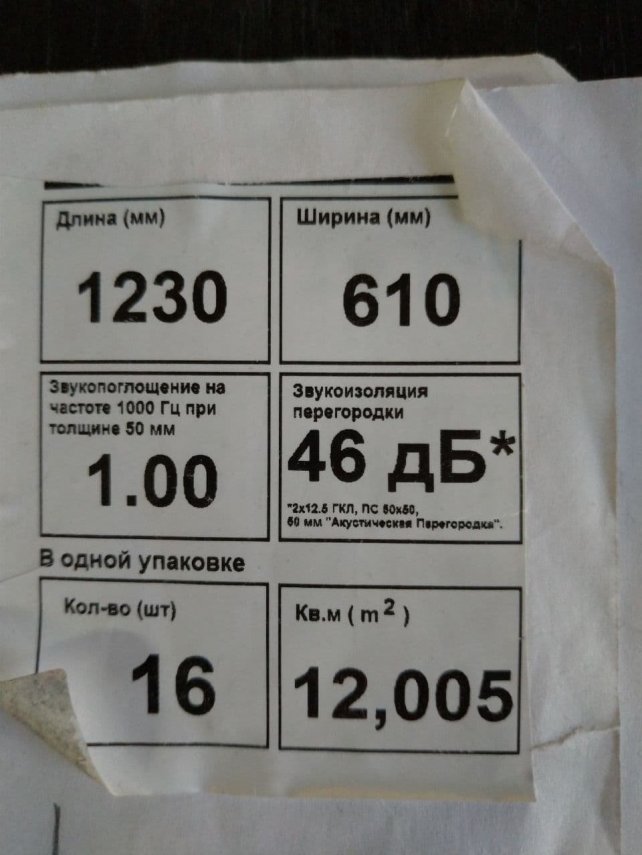 Длина (мм)
1230
Ширина (мм)
610
Звукопоглощение на
частоте 1000 Гц при
толщине 50 мм
1.00
Звукоизоляция
перегородки
46 дБ*
*2x12.5 ГКЛ, ПС 50x50,
50 мм "Акустическая Перегородка".
В одной упаковке
Кол-во (шт)
16
Кв.м ( m² )
12,005